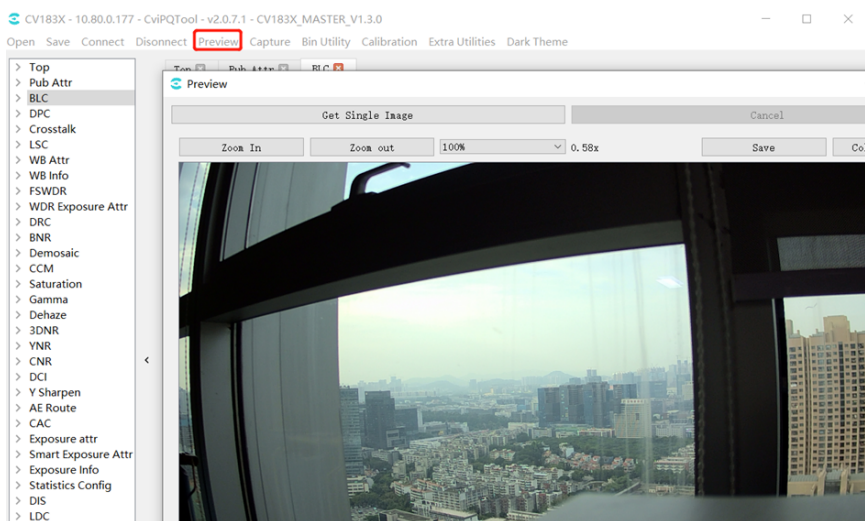 CV183X - 10.80.0.177 - CviPQTool - v2.0.7.1 - CV183X_MASTER_V1.3.0
Open Save Connect Disonnect Preview Capture Bin Utility Calibration Extra Utilities Dark Theme
Top Pub Attr BLC
Preview
Get Single Image Cancel
Zoom In Zoom out 100% 0.58x Save Co
Top
Pub Attr
BLC
DPC
Crosstalk
LSC
WB Attr
WB Info
FSWDR
WDR Exposure Attr
DRC
BNR
Demosaic
CCM
Saturation
Gamma
Dehaze
3DNR
YNR
CNR
DCI
Y Sharpen
AE Route
CAC
Exposure attr
Smart Exposure Attr
Exposure Info
Statistics Config
DIS
LDC